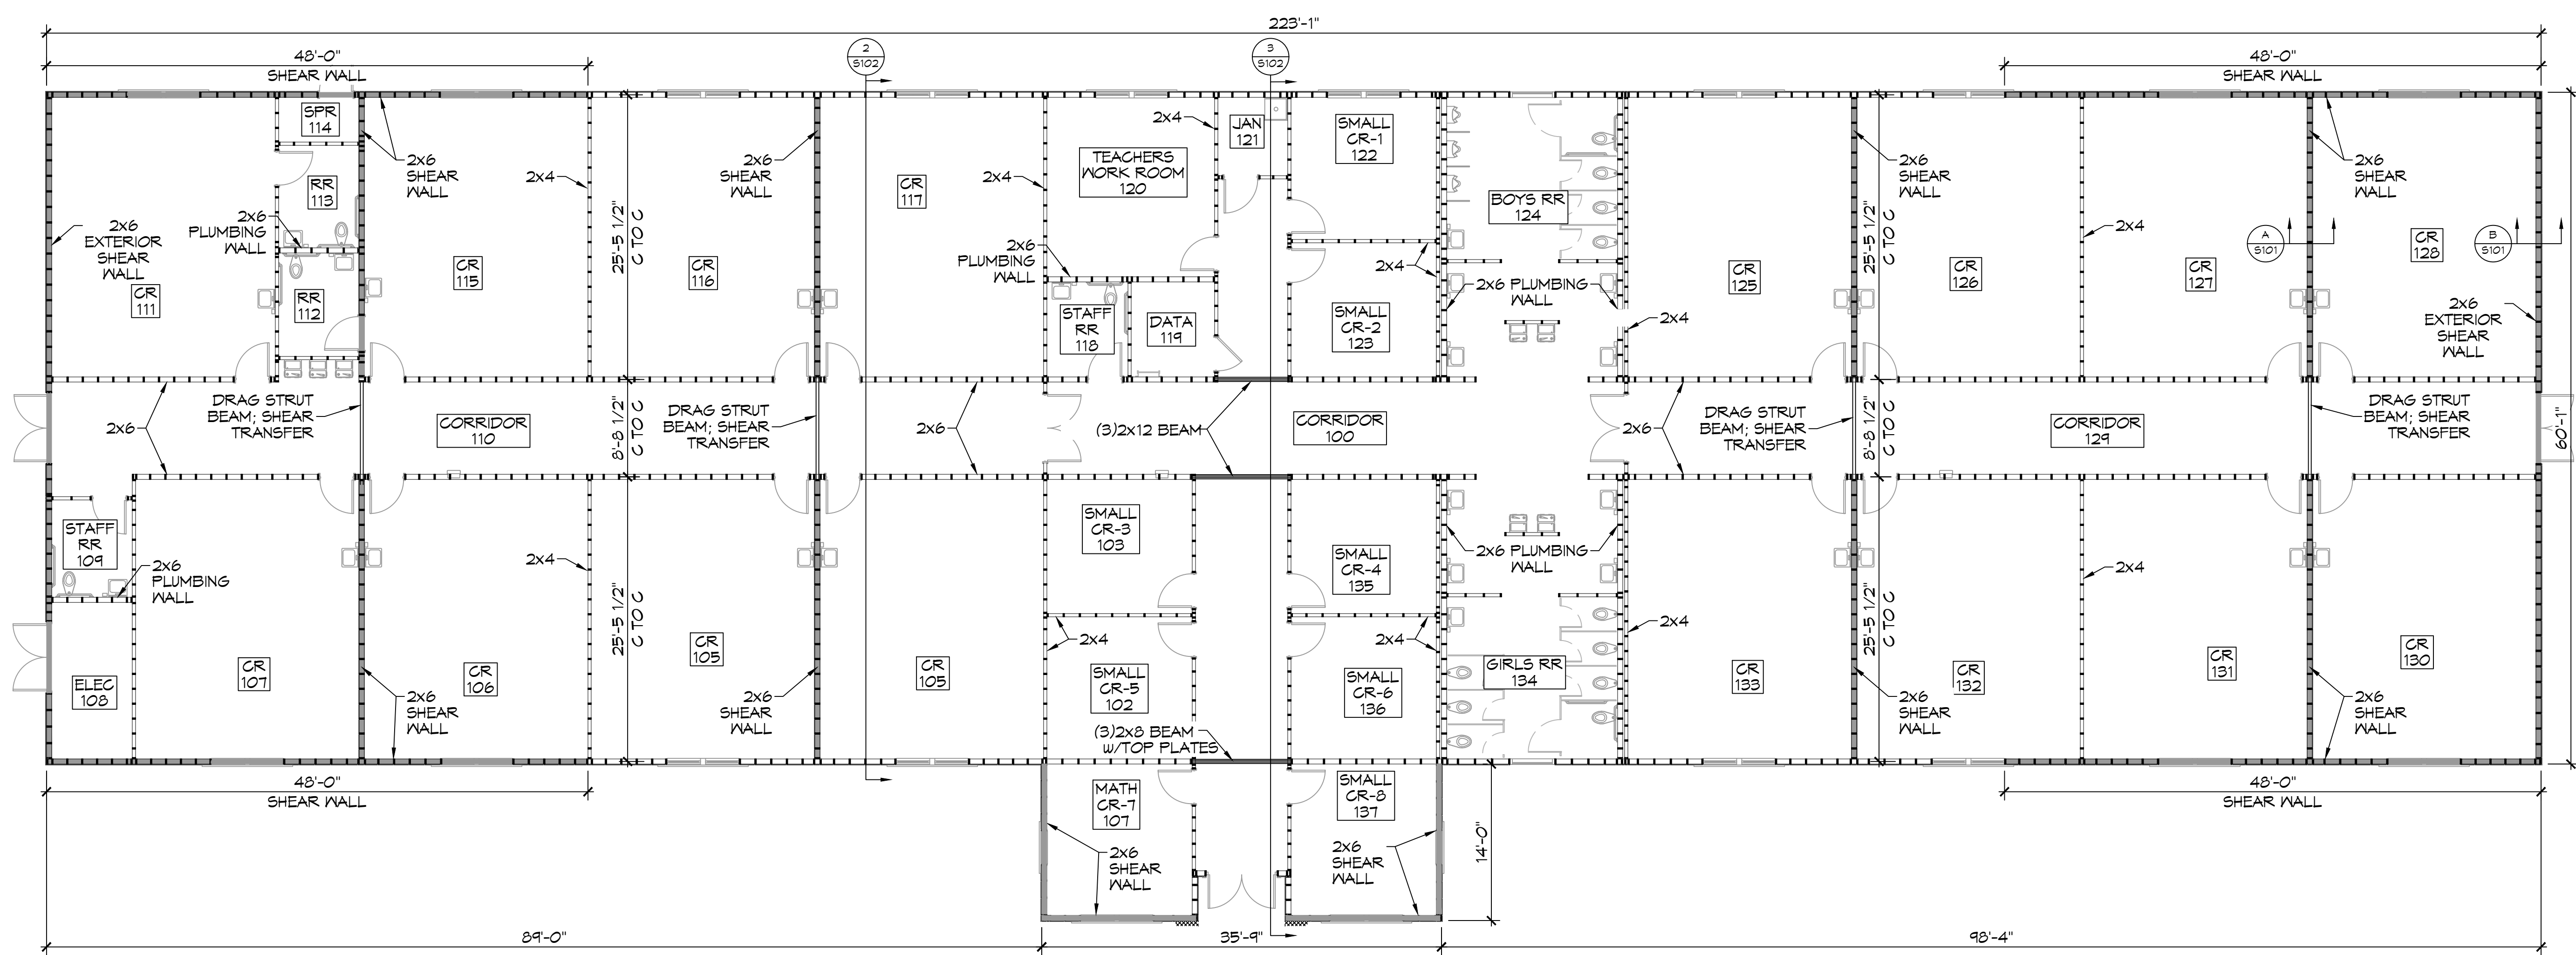 223'-1"
48'-0"
SHEAR WALL
2
S102
3
S102
48'-0"
SHEAR WALL
SPR
114
2x6
SHEAR
WALL
RR
113
2x6
PLUMBING
WALL
2x6
EXTERIOR
SHEAR
WALL
CR
111
RR
112
CR
115
2x4
25'-5 1/2"
C TO C
2x6
SHEAR
WALL
CR
116
CR
117
2x4
TEACHERS
WORK ROOM
120
2x4
JAN
121
SMALL
CR-1
122
2x6
PLUMBING
WALL
STAFF
RR
118
DATA
119
2x4
SMALL
CR-2
123
BOYS RR
124
2x6 PLUMBING
WALL
2x4
CR
125
2x6
SHEAR
WALL
25'-5 1/2"
C TO C
CR
126
2x4
CR
127
A
S101
2x6
SHEAR
WALL
CR
128
B
S101
2x6
EXTERIOR
SHEAR
WALL
2x6
DRAG STRUT
BEAM; SHEAR
TRANSFER
CORRIDOR
110
8'-8 1/2"
C TO C
DRAG STRUT
BEAM; SHEAR
TRANSFER
2x6
(3)2x12 BEAM
CORRIDOR
100
2x6
DRAG STRUT
BEAM; SHEAR
TRANSFER
8'-8 1/2"
C TO C
CORRIDOR
129
DRAG STRUT
BEAM; SHEAR
TRANSFER
60'-1"
STAFF
RR
109
2x6
PLUMBING
WALL
ELEC
108
CR
107
2x6
SHEAR
WALL
CR
106
2x4
25'-5 1/2"
C TO C
CR
105
2x6
SHEAR
WALL
CR
105
SMALL
CR-3
103
2x4
SMALL
CR-5
102
(3)2x8 BEAM
W/TOP PLATES
SMALL
CR-4
135
2x4
SMALL
CR-6
136
2x6 PLUMBING
WALL
GIRLS RR
134
2x4
CR
133
2x6
SHEAR
WALL
25'-5 1/2"
C TO C
CR
132
2x4
CR
131
2x6
SHEAR
WALL
CR
130
48'-0"
SHEAR WALL
MATH
CR-7
107
2x6
SHEAR
WALL
SMALL
CR-8
137
2x6
SHEAR
WALL
14'-0"
48'-0"
SHEAR WALL
89'-0"
35'-9"
98'-4"